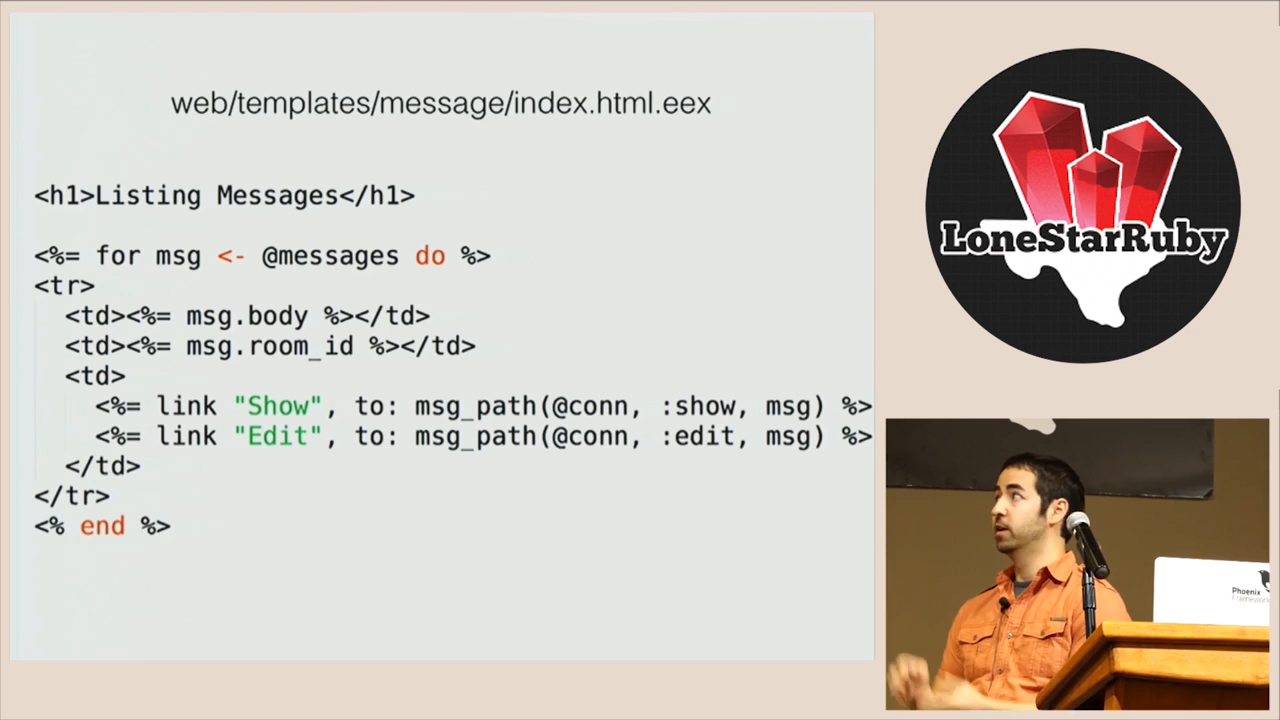 web/templates/message/index.html.eex
<h1>Listing Messages</h1>
<%= for msg <- @messages do %>
<tr>
  <td><%= msg.body %></td>
  <td><%= msg.room_id %></td>
  <td>
    <%= link "Show", to: msg_path(@conn, :show, msg) %>
    <%= link "Edit", to: msg_path(@conn, :edit, msg) %>
  </td>
</tr>
<% end %>
LoneStarRuby
Phoenix
Framework